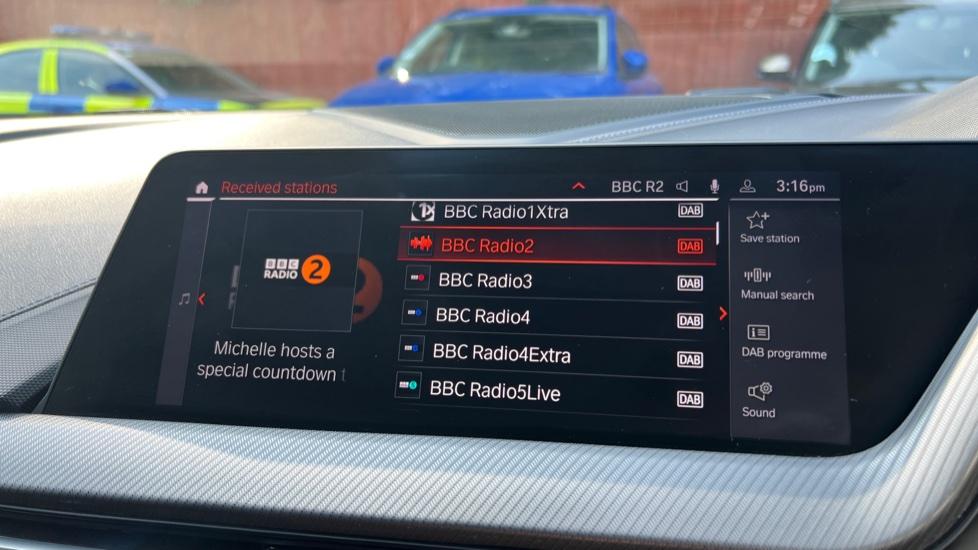 Received stations
BBC R2
3:16pm
BBC
RADIO 2
Michelle hosts a
special countdown t
1X BBC Radio1Xtra DAB
BBC Radio2 DAB
BBC Radio3 DAB
BBC Radio4 DAB
BBC Radio4Extra DAB
BBC Radio5Live DAB
Save station
Manual search
DAB programme
Sound